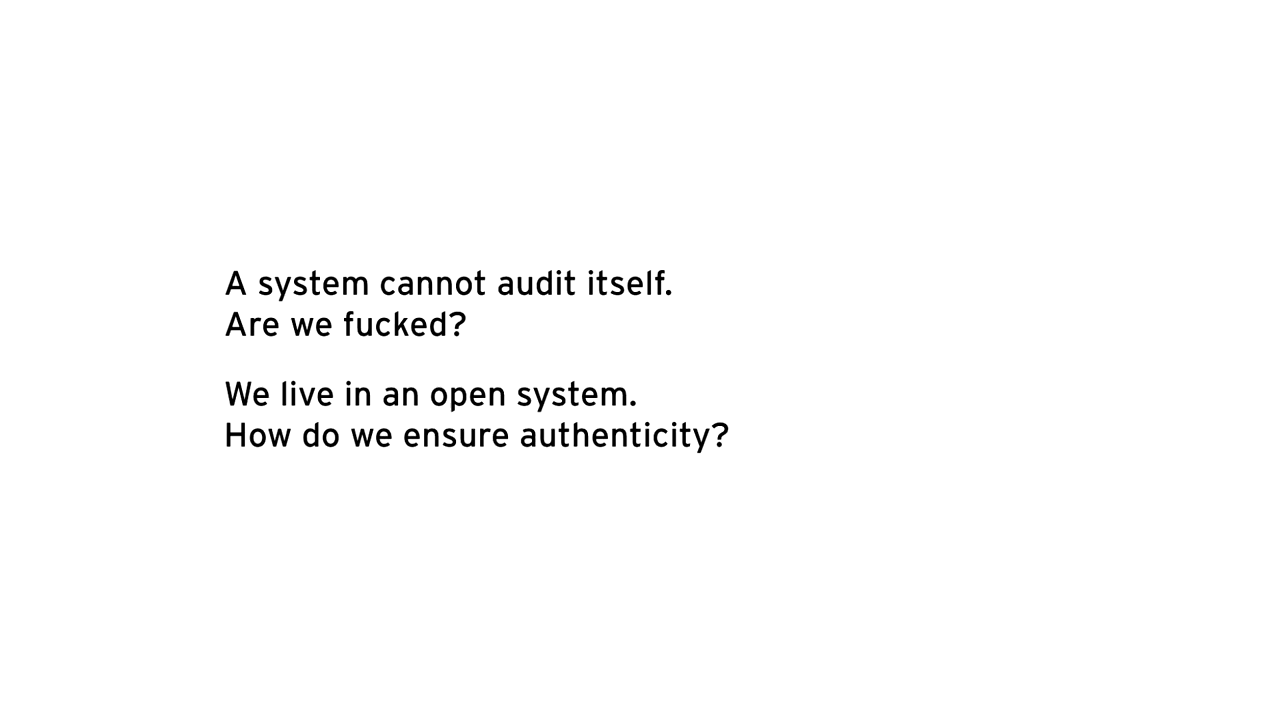 A system cannot audit itself.
Are we fucked?
We live in an open system.
How do we ensure authenticity?